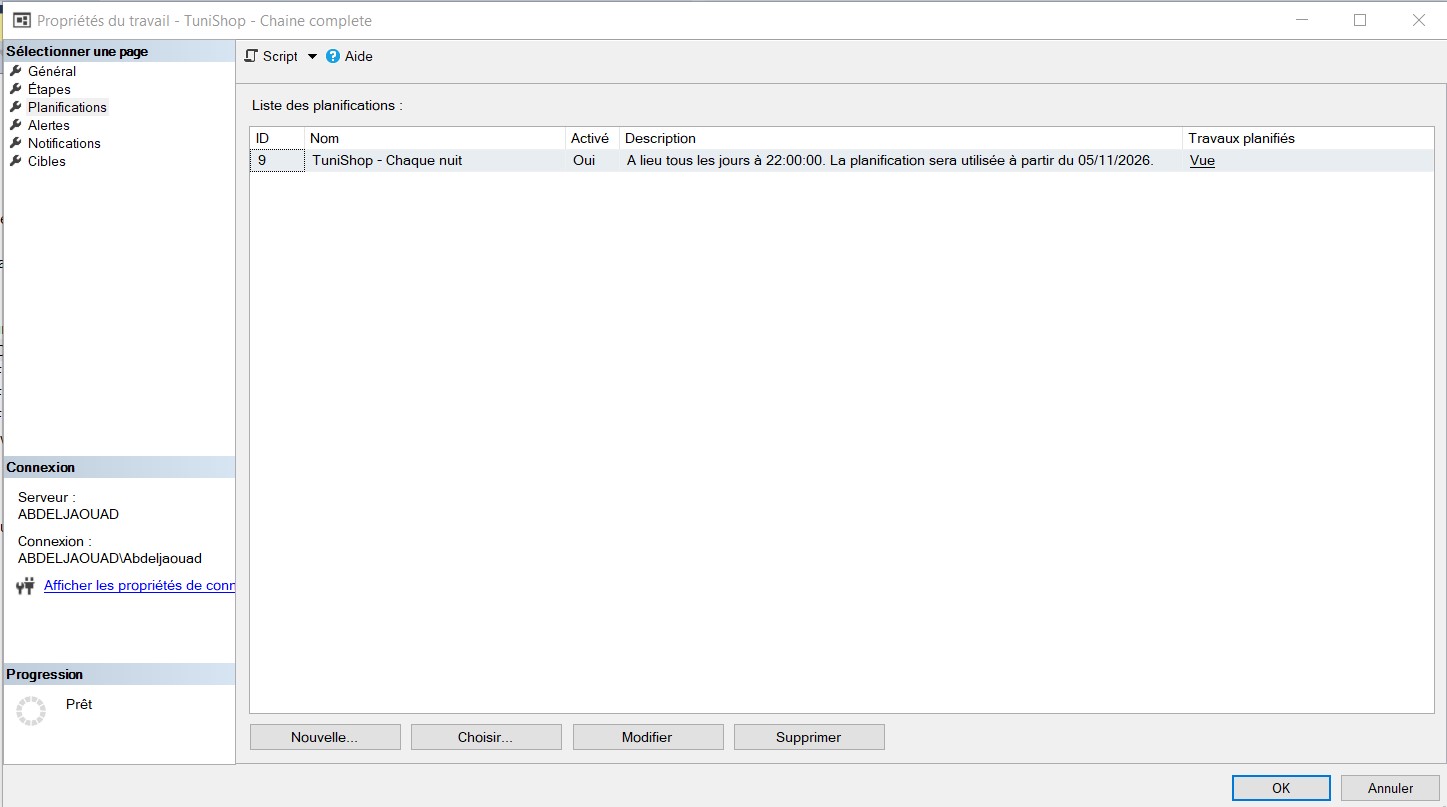 Propriétés du travail - TuniShop - Chaine complete
Sélectionner une page
Général
Étapes
Planifications
Alertes
Notifications
Cibles
Script
Aide
Liste des planifications :
ID Nom Activé Description Travaux planifiés
9 TuniShop - Chaque nuit Oui A lieu tous les jours à 22:00:00. La planification sera utilisée à partir du 05/11/2026. Vue
Connexion
Serveur :
ABDELJAOUAD
Connexion :
ABDELJAOUAD\Abdeljaouad
Afficher les propriétés de conn
Progression
Prêt
Nouvelle... Choisir... Modifier Supprimer
OK Annuler